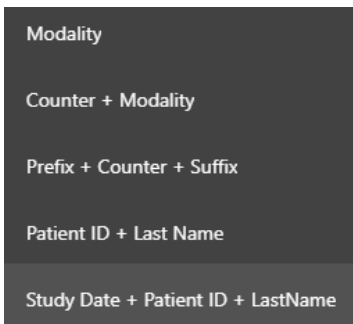 Modality
Counter + Modality
Prefix + Counter + Suffix
Patient ID + Last Name
Study Date + Patient ID + LastName